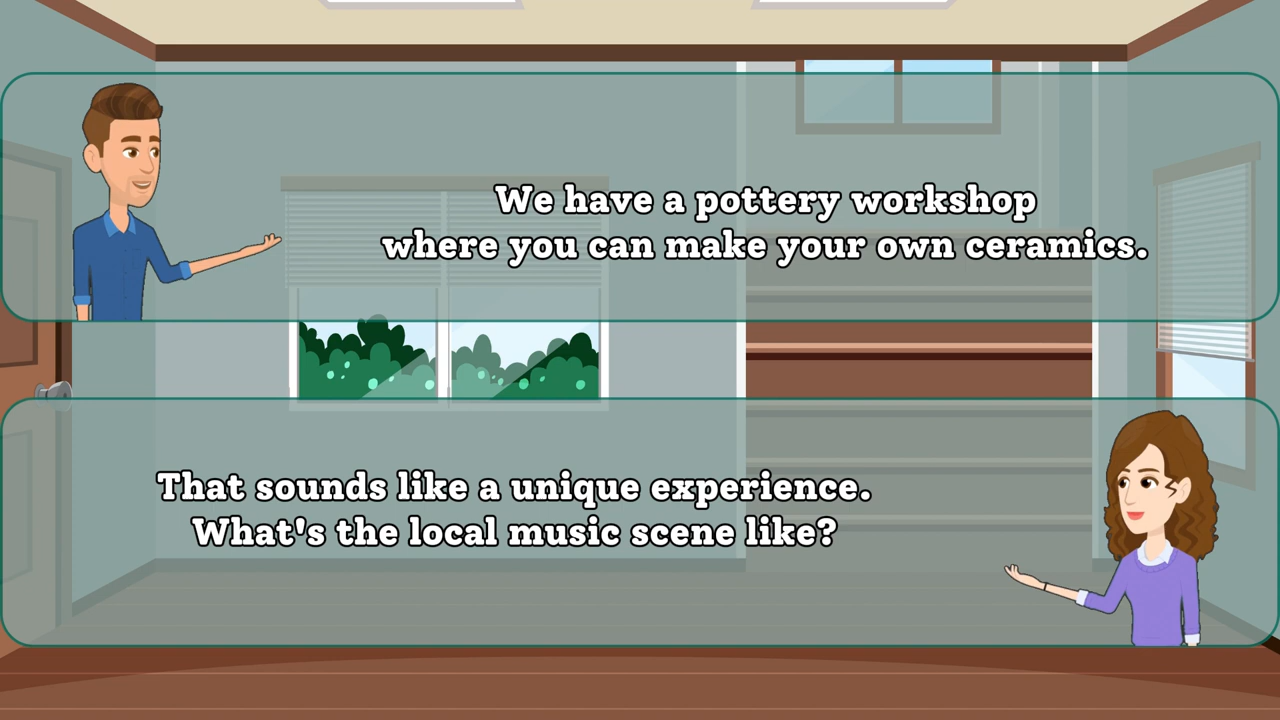 We have a pottery workshop
where you can make your own ceramics.
That sounds like a unique experience.
What's the local music scene like?